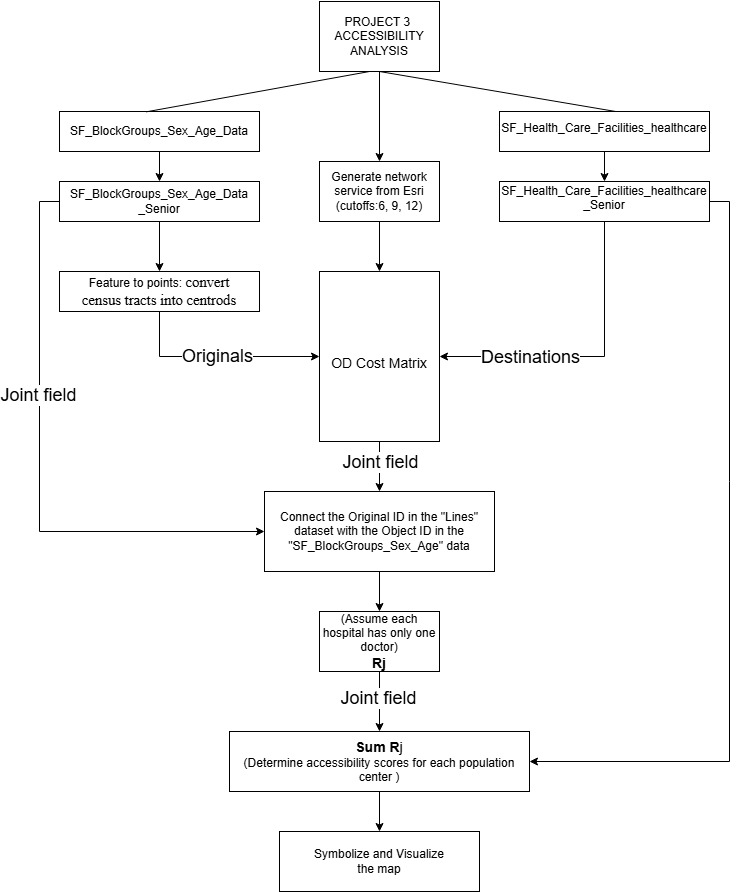 PROJECT 3
ACCESSIBILITY
ANALYSIS
SF_BlockGroups_Sex_Age_Data
SF_Health_Care_Facilities_healthcare
Generate network
service from Esri
(cutoffs:6, 9, 12)
SF_BlockGroups_Sex_Age_Data
_Senior
SF_Health_Care_Facilities_healthcare
_Senior
Feature to points: convert
census tracts into centrods
Originals
OD Cost Matrix
Destinations
Joint field
Joint field
Connect the Original ID in the "Lines"
dataset with the Object ID in the
"SF_BlockGroups_Sex_Age" data
(Assume each
hospital has only one
doctor)
Rj
Joint field
Sum Rj
(Determine accessibility scores for each population
center )
Symbolize and Visualize
the map